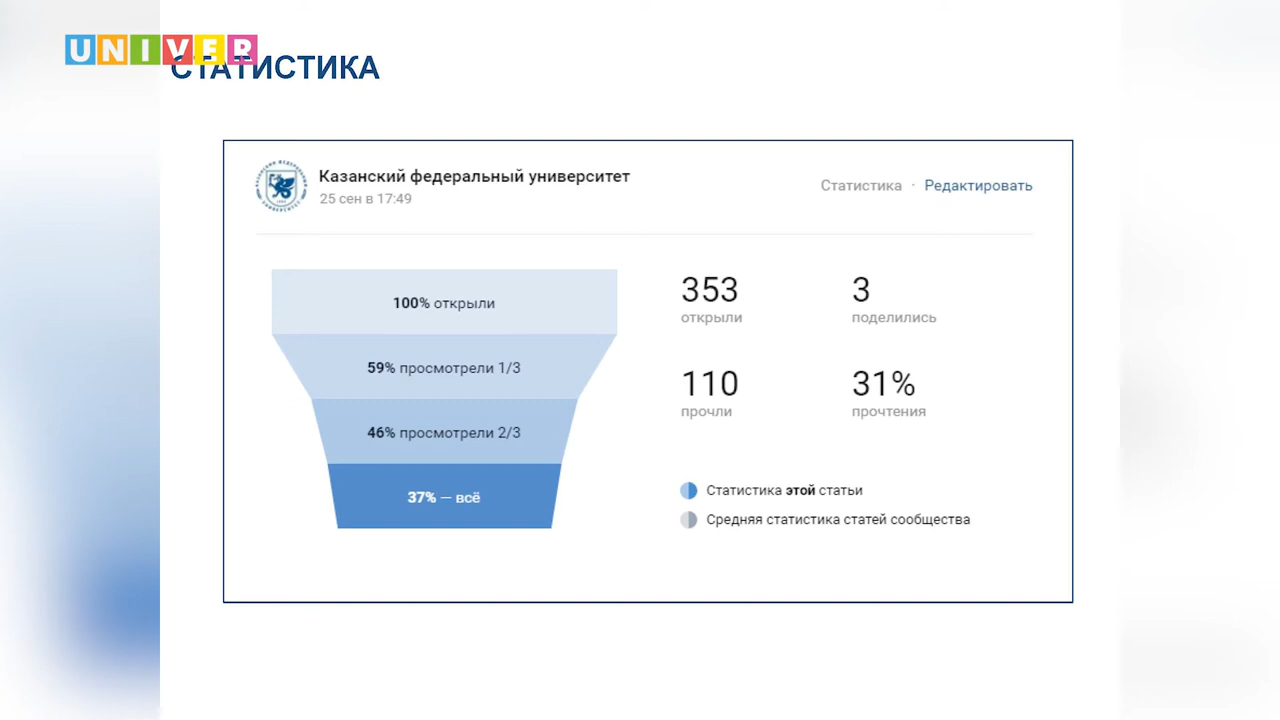 UNIVER
СТАТИСТИКА
Казанский федеральный университет
25 сен в 17:49
Статистика · Редактировать
100% открыли
59% просмотрели 1/3
46% просмотрели 2/3
37% — всё
353
открыли
3
поделились
110
прочли
31%
прочтения
Статистика этой статьи
Средняя статистика статей сообщества